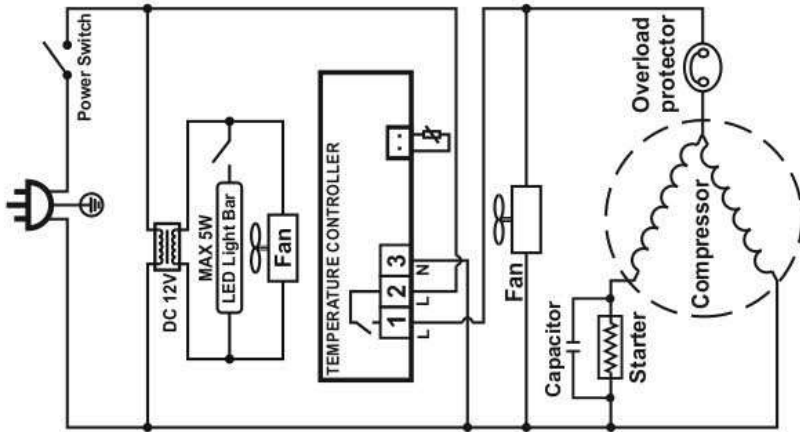 Power Switch
DC 12V
MAX 5W
LED Light Bar
Fan
TEMPERATURE CONTROLLER
1
2
3
L
L
N
Fan
Capacitor
Starter
Compressor
Overload
protector